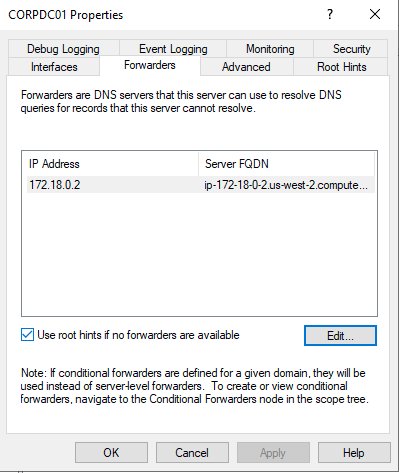 CORPDC01 Properties
?
Debug Logging Event Logging Monitoring Security
Interfaces Forwarders Advanced Root Hints
Forwarders are DNS servers that this server can use to resolve DNS
queries for records that this server cannot resolve.
IP Address Server FQDN
172.18.0.2 ip-172-18-0-2.us-west-2.compute...
Use root hints if no forwarders are available
Edit...
Note: If conditional forwarders are defined for a given domain, they will be
used instead of server-level forwarders. To create or view conditional
forwarders, navigate to the Conditional Forwarders node in the scope tree.
OK Cancel Apply Help